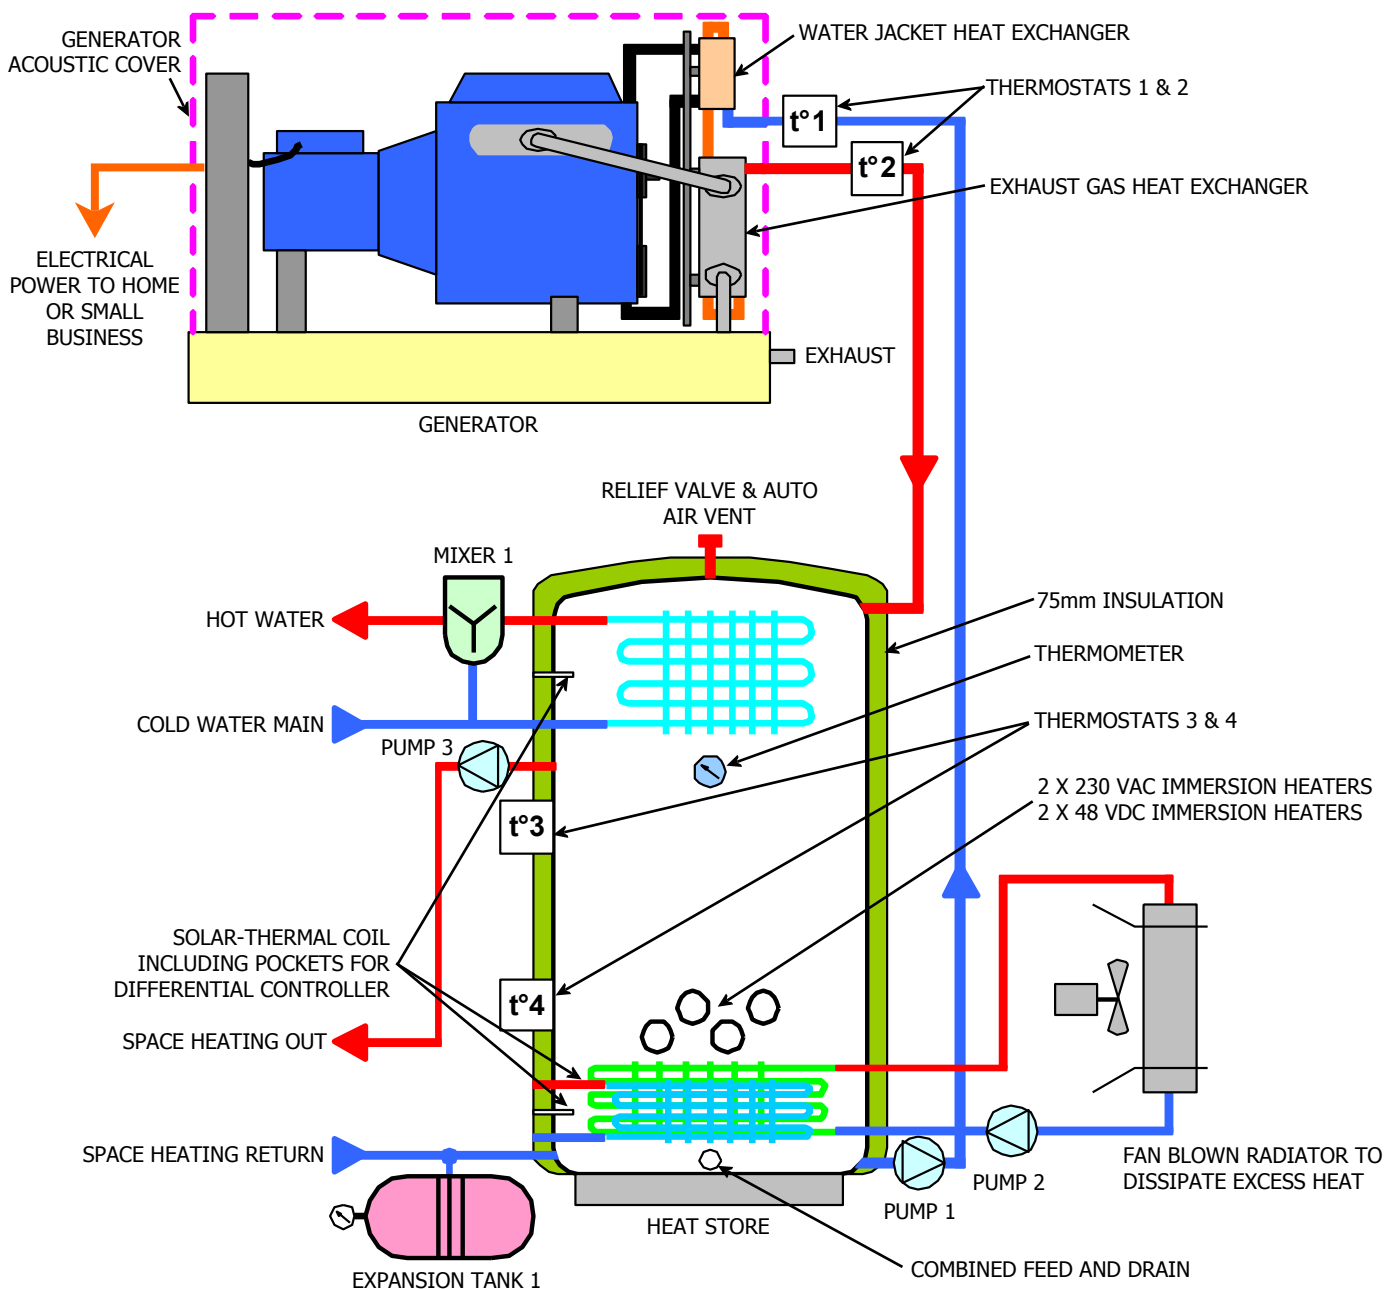 GENERATOR
ACOUSTIC COVER
WATER JACKET HEAT EXCHANGER
THERMOSTATS 1 & 2
t°1
t°2
EXHAUST GAS HEAT EXCHANGER
ELECTRICAL
POWER TO HOME
OR SMALL
BUSINESS
EXHAUST
GENERATOR
RELIEF VALVE & AUTO
AIR VENT
MIXER 1
HOT WATER
75mm INSULATION
THERMOMETER
COLD WATER MAIN
THERMOSTATS 3 & 4
PUMP 3
2 X 230 VAC IMMERSION HEATERS
2 X 48 VDC IMMERSION HEATERS
t°3
SOLAR-THERMAL COIL
INCLUDING POCKETS FOR
DIFFERENTIAL CONTROLLER
t°4
SPACE HEATING OUT
SPACE HEATING RETURN
FAN BLOWN RADIATOR TO
DISSIPATE EXCESS HEAT
PUMP 2
PUMP 1
HEAT STORE
COMBINED FEED AND DRAIN
EXPANSION TANK 1